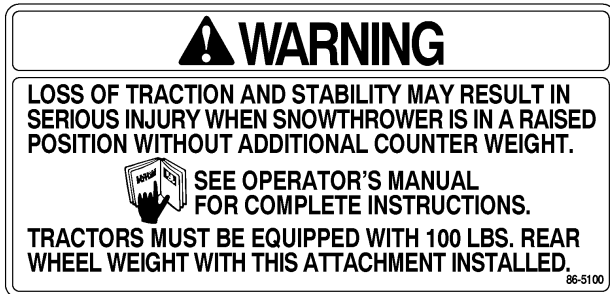 WARNING
LOSS OF TRACTION AND STABILITY MAY RESULT IN
SERIOUS INJURY WHEN SNOWTHROWER IS IN A RAISED
POSITION WITHOUT ADDITIONAL COUNTER WEIGHT.
SEE OPERATOR'S MANUAL
FOR COMPLETE INSTRUCTIONS.
TRACTORS MUST BE EQUIPPED WITH 100 LBS. REAR
WHEEL WEIGHT WITH THIS ATTACHMENT INSTALLED.
86-5100